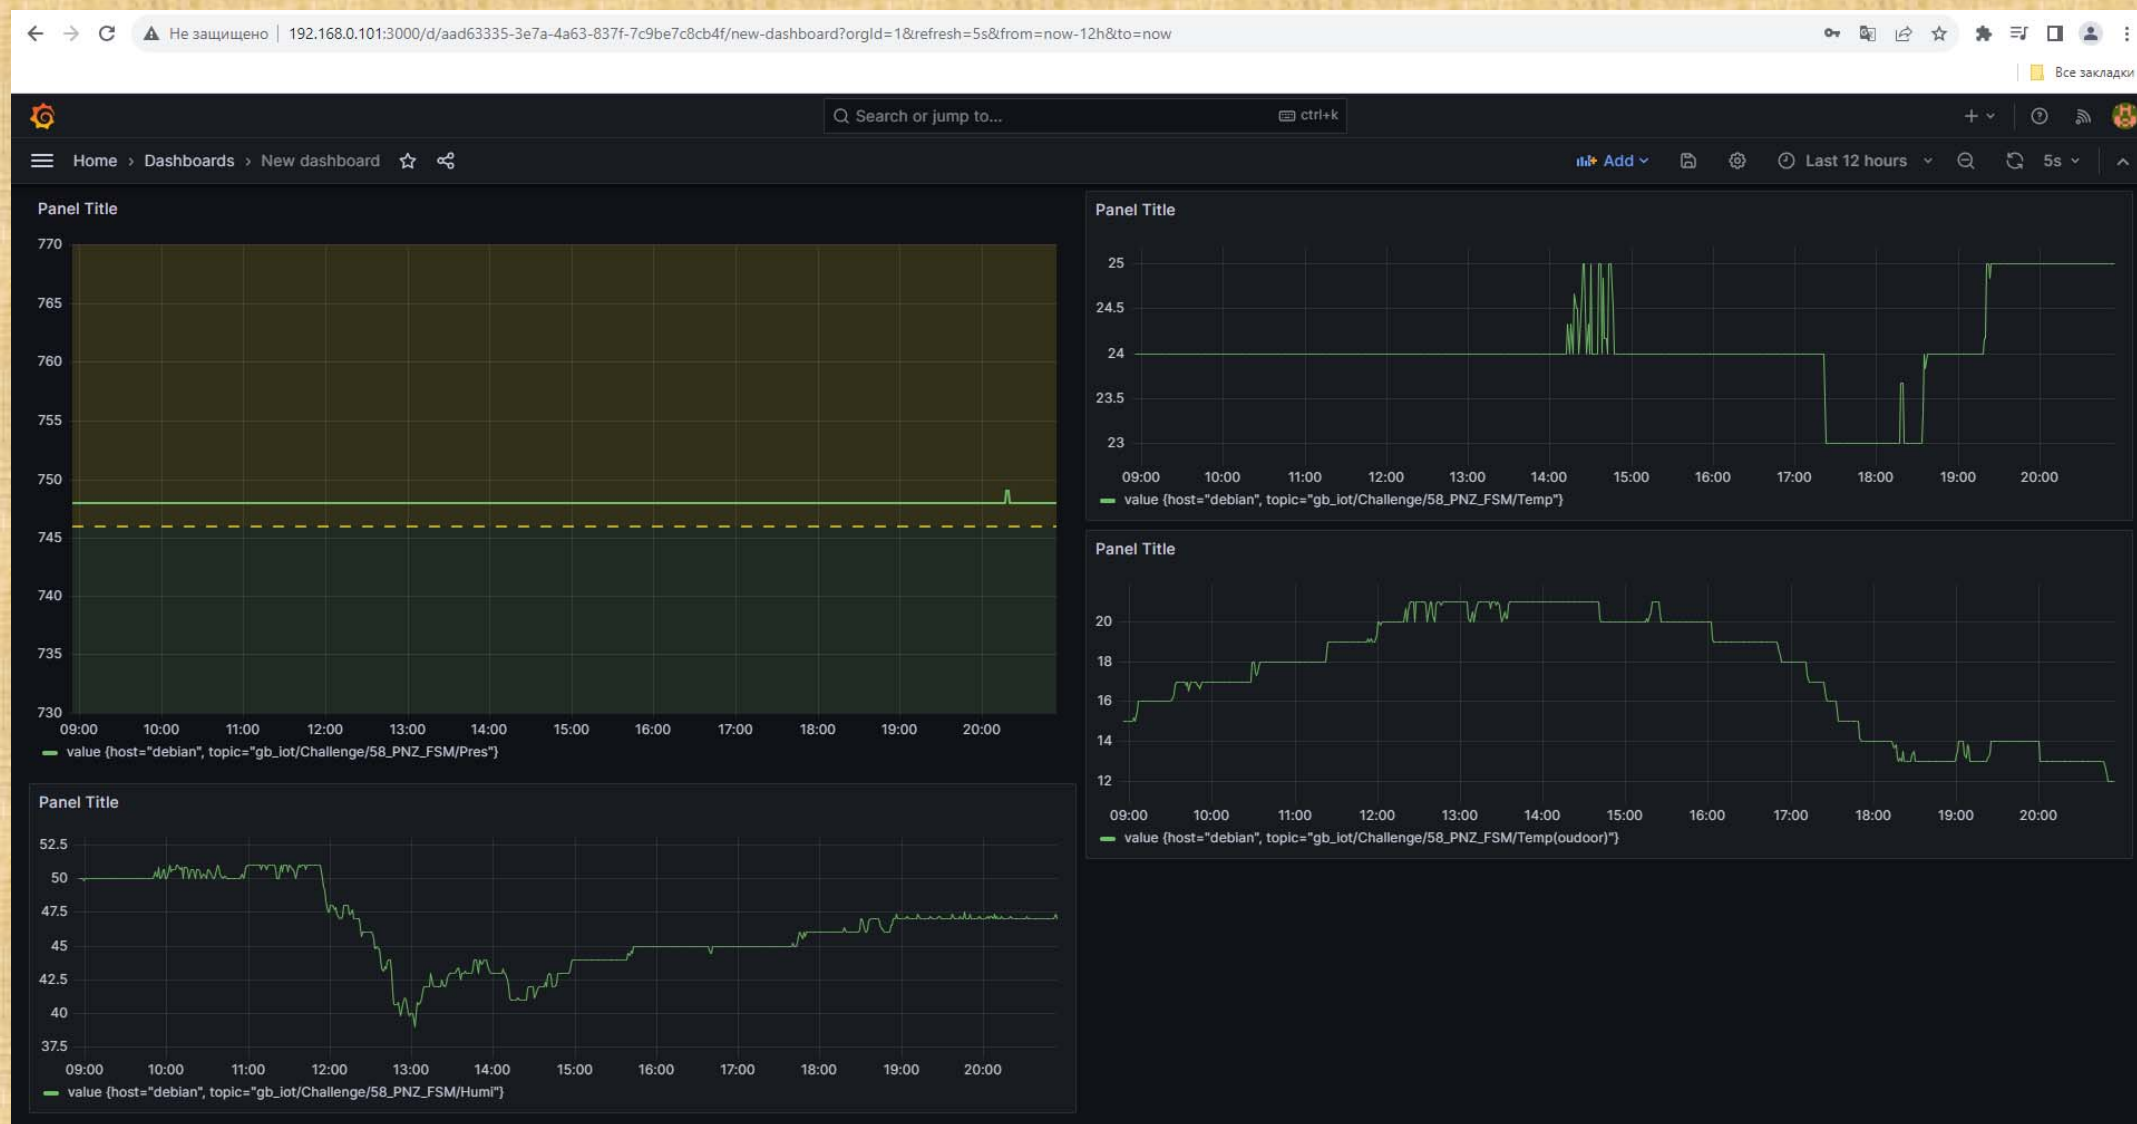 Не защищено | 192.168.0.101:3000/d/aad63335-3e7a-4a63-837f-7c9be7c8cb4f/new-dashboard?orgId=1&refresh=5s&from=now-12h&to=now
Все закладки
Search or jump to... ctrl+k
Home › Dashboards › New dashboard
Add
Last 12 hours
5s
Panel Title
770
765
760
755
750
745
740
735
730
09:00 10:00 11:00 12:00 13:00 14:00 15:00 16:00 17:00 18:00 19:00 20:00
value {host="debian", topic="gb_iot/Challenge/58_PNZ_FSM/Pres"}
Panel Title
52.5
50
47.5
45
42.5
40
37.5
09:00 10:00 11:00 12:00 13:00 14:00 15:00 16:00 17:00 18:00 19:00 20:00
value {host="debian", topic="gb_iot/Challenge/58_PNZ_FSM/Humi"}
Panel Title
25
24.5
24
23.5
23
09:00 10:00 11:00 12:00 13:00 14:00 15:00 16:00 17:00 18:00 19:00 20:00
value {host="debian", topic="gb_iot/Challenge/58_PNZ_FSM/Temp"}
Panel Title
20
18
16
14
12
09:00 10:00 11:00 12:00 13:00 14:00 15:00 16:00 17:00 18:00 19:00 20:00
value {host="debian", topic="gb_iot/Challenge/58_PNZ_FSM/Temp(oudoor)"}